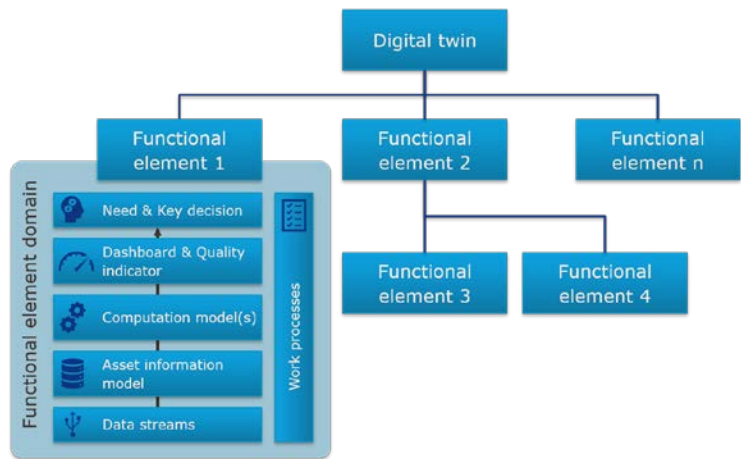 Digital twin
Functional
element 1
Functional
element 2
Functional
element n
Functional element domain
Need & Key decision
Dashboard & Quality
indicator
Computation model(s)
Asset information
model
Data streams
Work processes
Functional
element 3
Functional
element 4